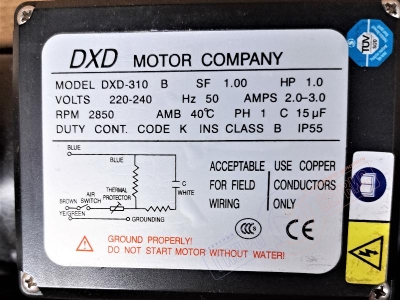 DXD MOTOR COMPANY
MODEL DXD-310 B SF 1.00 HP 1.0
VOLTS 220-240 Hz 50 AMPS 2.0-3.0
RPM 2850 AMB 40℃ PH 1 C 15µF
DUTY CONT. CODE K INS CLASS B IP55
BLUE
BLUE
C
WHITE
AIR
SWITCH
THERMAL
PROTECTOR
BROWN
YE/GREEN
GROUNDING
ACCEPTABLE
FOR FIELD
WIRING
USE COPPER
CONDUCTORS
ONLY
GROUND PROPERLY!
DO NOT START MOTOR WITHOUT WATER!
CCC
CE
TÜV